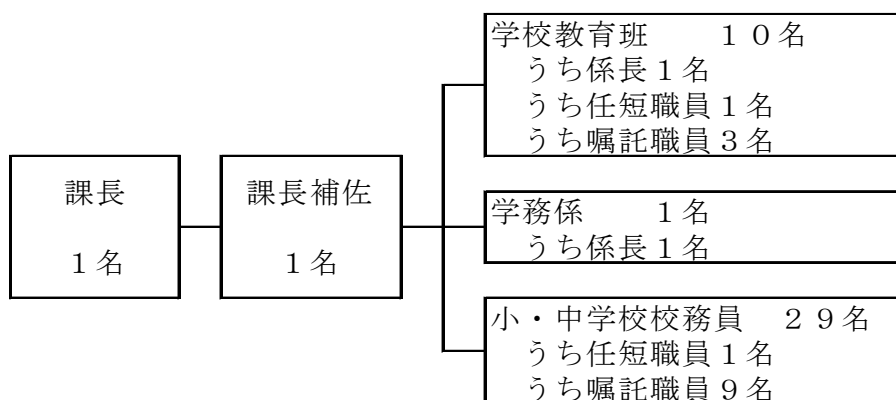 課長
１名
課長補佐
１名
学校教育班　　１０名
うち係長１名
うち任短職員１名
うち嘱託職員３名
学務係　　１名
うち係長１名
小・中学校校務員　２９名
うち任短職員１名
うち嘱託職員９名